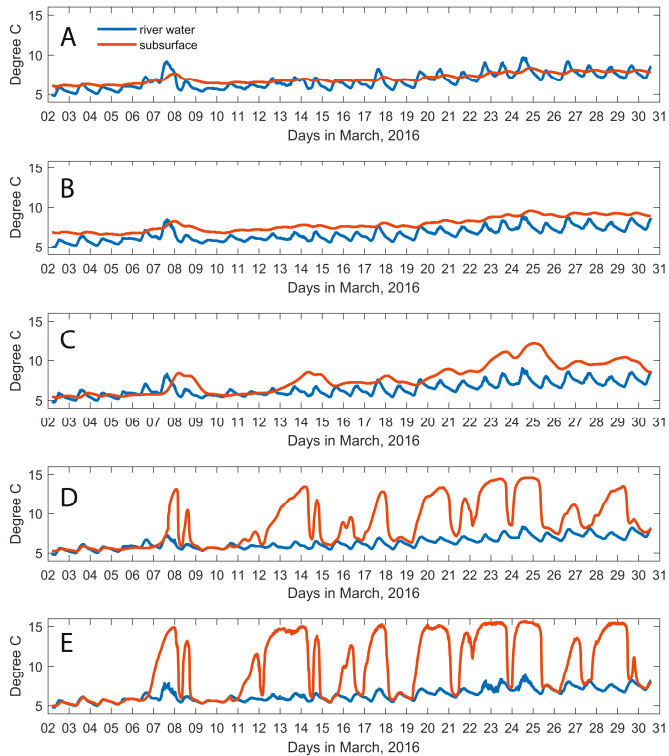 A
river water
subsurface
Degree C
15
10
5
02 03 04 05 06 07 08 09 10 11 12 13 14 15 16 17 18 19 20 21 22 23 24 25 26 27 28 29 30 31
Days in March, 2016
B
Degree C
15
10
5
02 03 04 05 06 07 08 09 10 11 12 13 14 15 16 17 18 19 20 21 22 23 24 25 26 27 28 29 30 31
Days in March, 2016
C
Degree C
15
10
5
02 03 04 05 06 07 08 09 10 11 12 13 14 15 16 17 18 19 20 21 22 23 24 25 26 27 28 29 30 31
Days in March, 2016
D
Degree C
15
10
5
02 03 04 05 06 07 08 09 10 11 12 13 14 15 16 17 18 19 20 21 22 23 24 25 26 27 28 29 30 31
Days in March, 2016
E
Degree C
15
10
5
02 03 04 05 06 07 08 09 10 11 12 13 14 15 16 17 18 19 20 21 22 23 24 25 26 27 28 29 30 31
Days in March, 2016